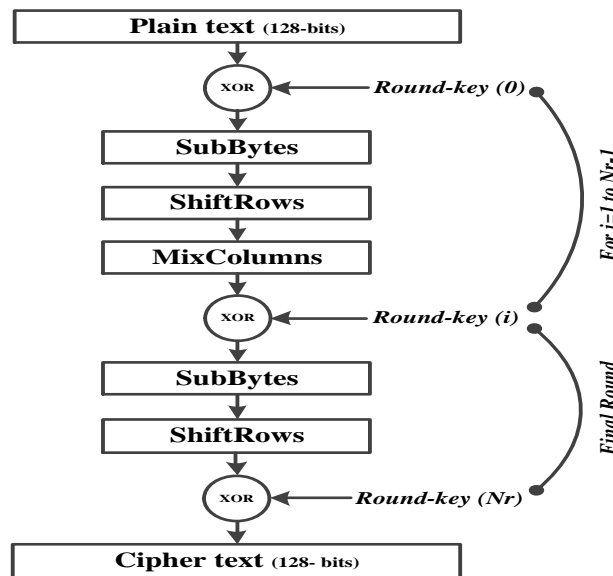 Plain text (128-bits)
XOR
Round-key (0)
SubBytes
ShiftRows
MixColumns
For i=1 to Nr-1
XOR
Round-key (i)
SubBytes
ShiftRows
Final Round
XOR
Round-key (Nr)
Cipher text (128- bits)